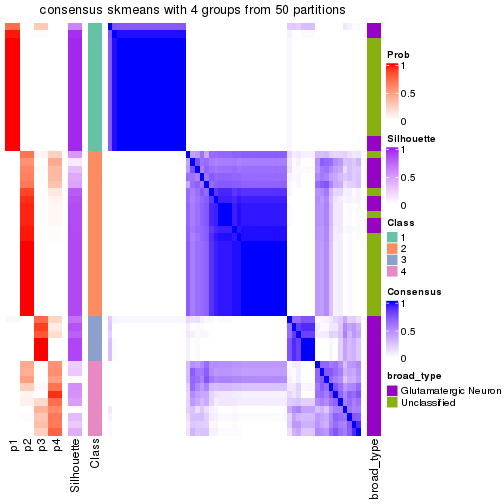 consensus skmeans with 4 groups from 50 partitions
Prob
1
0.5
0
Silhouette
1
0.5
0
Class
1
2
3
4
Consensus
1
0.5
0
broad_type
Glutamatergic Neuron
Unclassified
p1
p2
p3
p4
Silhouette
Class
broad_type